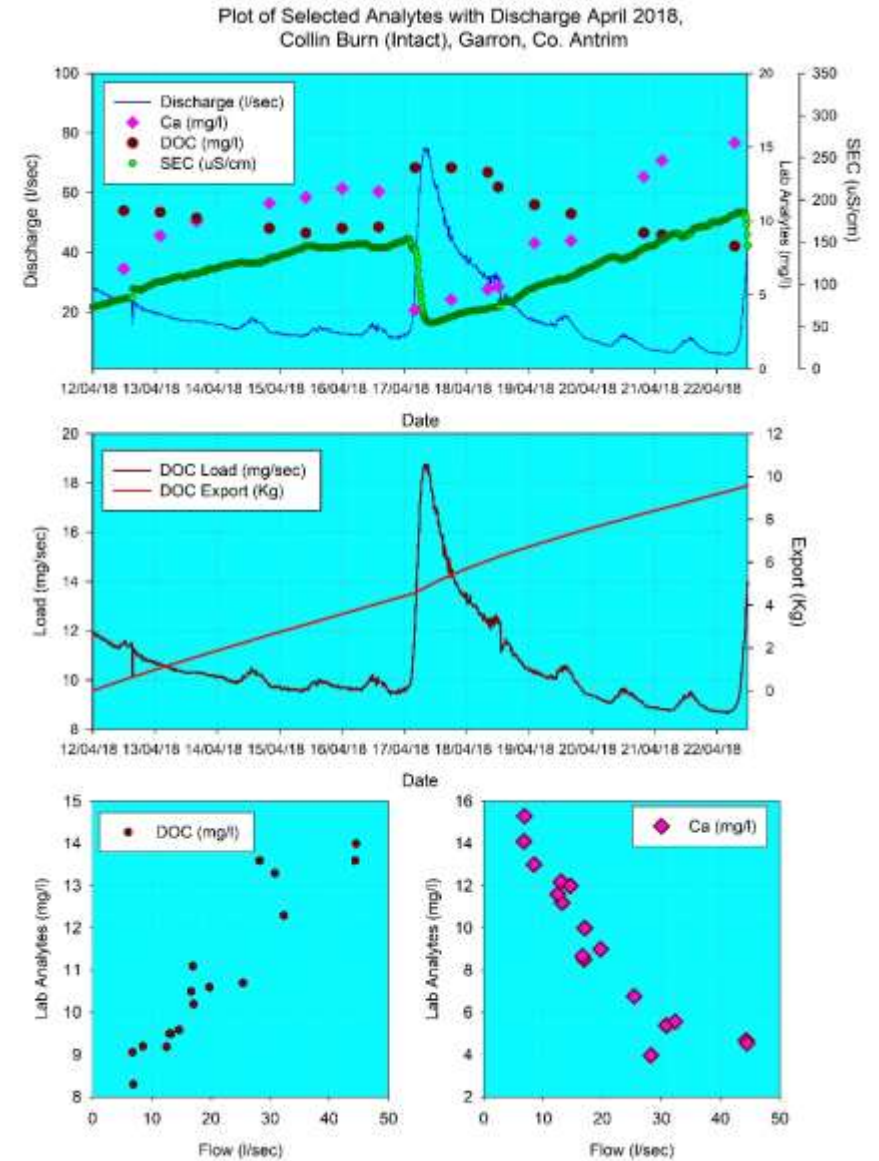 Plot of Selected Analytes with Discharge April 2018,
Collin Burn (Intact), Garron, Co. Antrim
100
80
60
40
20
Discharge (l/sec)
Discharge (l/sec)
Ca (mg/l)
DOC (mg/l)
SEC (uS/cm)
20
15
10
5
0
Lab Analytes (mg/l)
350
300
250
200
150
100
50
0
SEC (uS/cm)
12/04/18 13/04/18 14/04/18 15/04/18 16/04/18 17/04/18 18/04/18 19/04/18 20/04/18 21/04/18 22/04/18
Date
20
18
16
14
12
10
8
Load (mg/sec)
DOC Load (mg/sec)
DOC Export (Kg)
12
10
8
6
4
2
0
Export (Kg)
12/04/18 13/04/18 14/04/18 15/04/18 16/04/18 17/04/18 18/04/18 19/04/18 20/04/18 21/04/18 22/04/18
Date
15
14
13
12
11
10
9
8
Lab Analytes (mg/l)
DOC (mg/l)
0 10 20 30 40 50
Flow (l/sec)
16
14
12
10
8
6
4
2
Lab Analytes (mg/l)
Ca (mg/l)
0 10 20 30 40 50
Flow (l/sec)